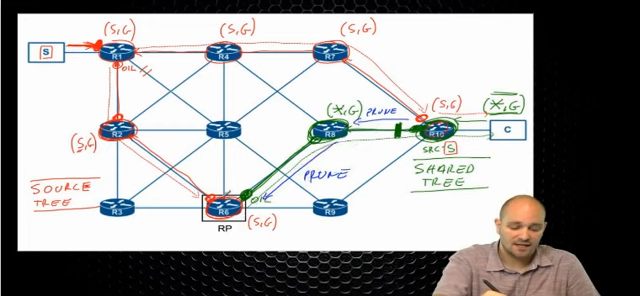 (S,G)
(S,G)
(S,G)
S
R1
R4
R7
OIL
(*,G)
PRUNE
(S,G)
(*,G)
(S,G)
R2
R5
R8
R10
C
SRC S
SOURCE
TREE
PRUNE
SHARED
TREE
R3
R6
OIL
R9
(S,G)
RP